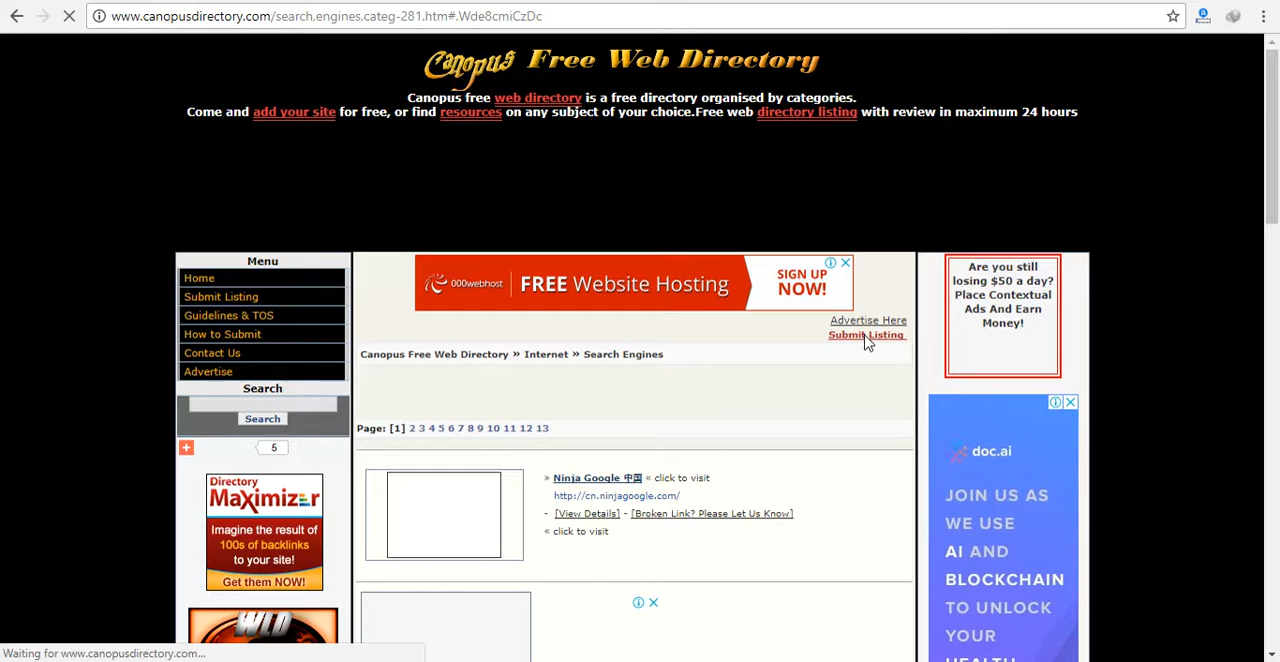 www.canopusdirectory.com/search,engines,categ-281.htm#.Wde8cmiCzDc
Canopus Free Web Directory
Canopus free web directory is a free directory organised by categories.
Come and add your site for free, or find resources on any subject of your choice.Free web directory listing with review in maximum 24 hours
Menu
Home
Submit Listing
Guidelines & TOS
How to Submit
Contact Us
Advertise
Search
Search
5
Directory
Maximizer
Imagine the result of
100s of backlinks
to your site!
Get them NOW!
WLD
000webhost FREE Website Hosting
SIGN UP
NOW!
Advertise Here
Submit Listing
Canopus Free Web Directory » Internet » Search Engines
Page: [1] 2 3 4 5 6 7 8 9 10 11 12 13
» Ninja Google 中国 « click to visit
http://cn.ninjagoogle.com/
- [View Details] - [Broken Link? Please Let Us Know]
« click to visit
Are you still
losing $50 a day?
Place Contextual
Ads And Earn
Money!
doc.ai
JOIN US AS
WE USE
AI AND
BLOCKCHAIN
TO UNLOCK
YOUR
HEALTH
Waiting for www.canopusdirectory.com...